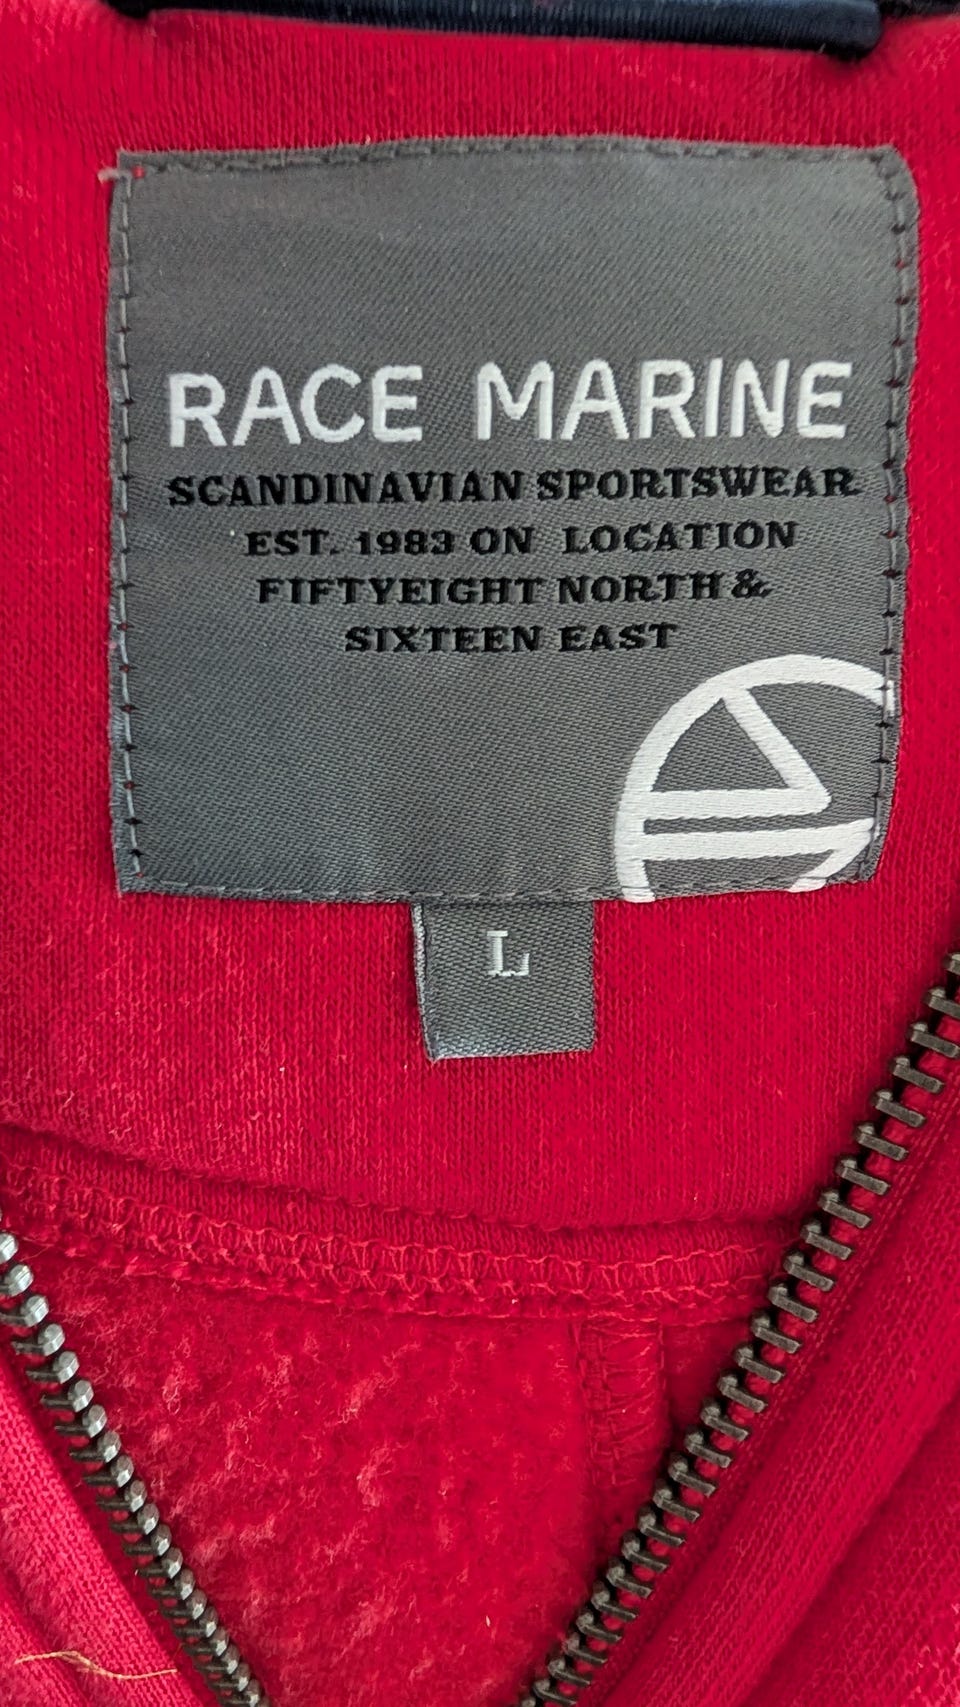 RACE MARINE
SCANDINAVIAN SPORTSWEAR
EST. 1983 ON LOCATION
FIFTYEIGHT NORTH &
SIXTEEN EAST
L